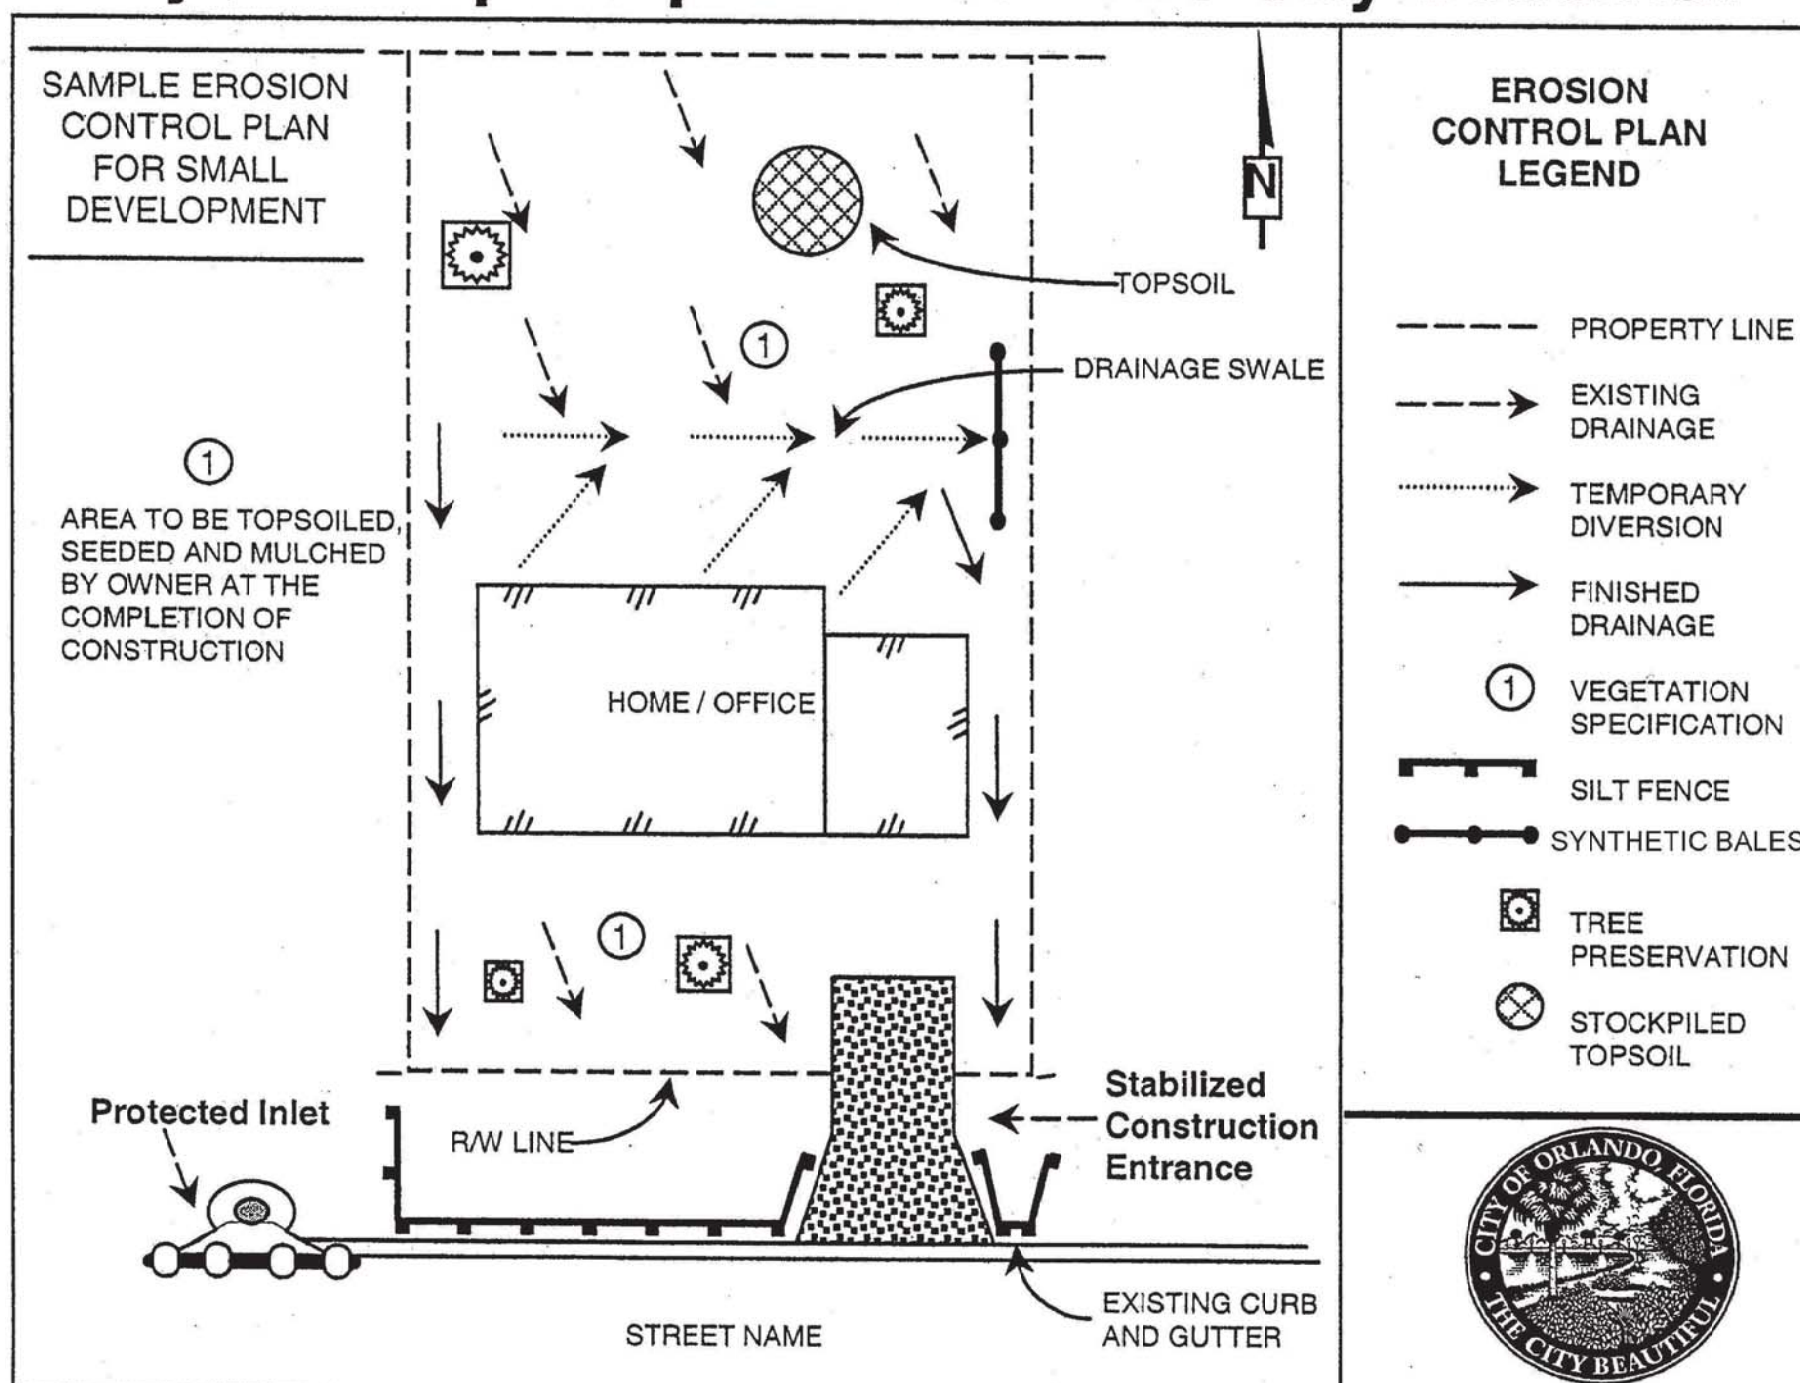 SAMPLE EROSION
CONTROL PLAN
FOR SMALL
DEVELOPMENT
N
TOPSOIL
1
DRAINAGE SWALE
1
AREA TO BE TOPSOILED,
SEEDED AND MULCHED
BY OWNER AT THE
COMPLETION OF
CONSTRUCTION
HOME / OFFICE
1
Protected Inlet
R/W LINE
Stabilized
Construction
Entrance
STREET NAME
EXISTING CURB
AND GUTTER
EROSION
CONTROL PLAN
LEGEND
PROPERTY LINE
EXISTING
DRAINAGE
TEMPORARY
DIVERSION
FINISHED
DRAINAGE
1
VEGETATION
SPECIFICATION
SILT FENCE
SYNTHETIC BALES
TREE
PRESERVATION
STOCKPILED
TOPSOIL
CITY OF ORLANDO, FLORIDA
• THE CITY BEAUTIFUL •